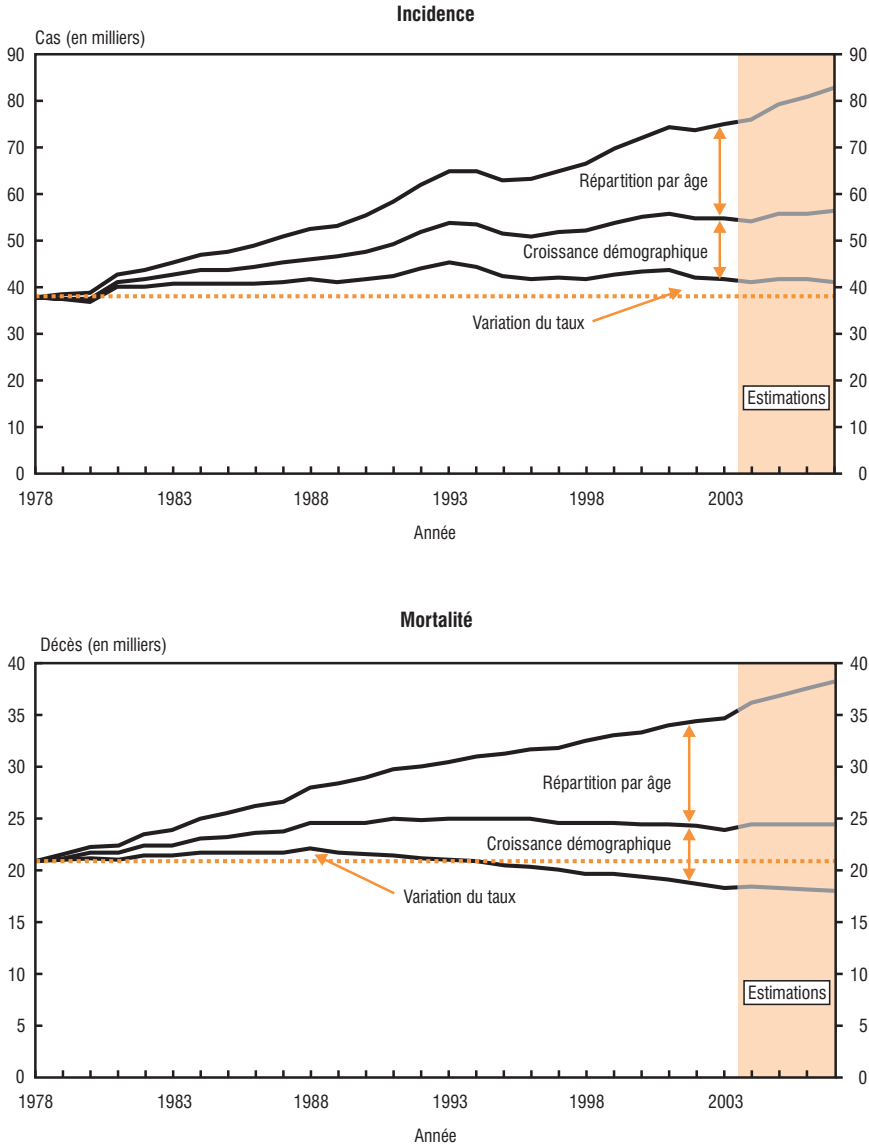 Incidence
Cas (en milliers)
90 90
80 80
70 70
Répartition par âge
60 60
50 50
Croissance démographique
40 40
Variation du taux
30 30
20 20
Estimations
10 10
0 0
1978 1983 1988 1993 1998 2003
Année
Mortalité
Décès (en milliers)
40 40
35 35
30 30
Répartition par âge
25 25
Croissance démographique
20 20
Variation du taux
15 15
10 10
Estimations
5 5
0 0
1978 1983 1988 1993 1998 2003
Année